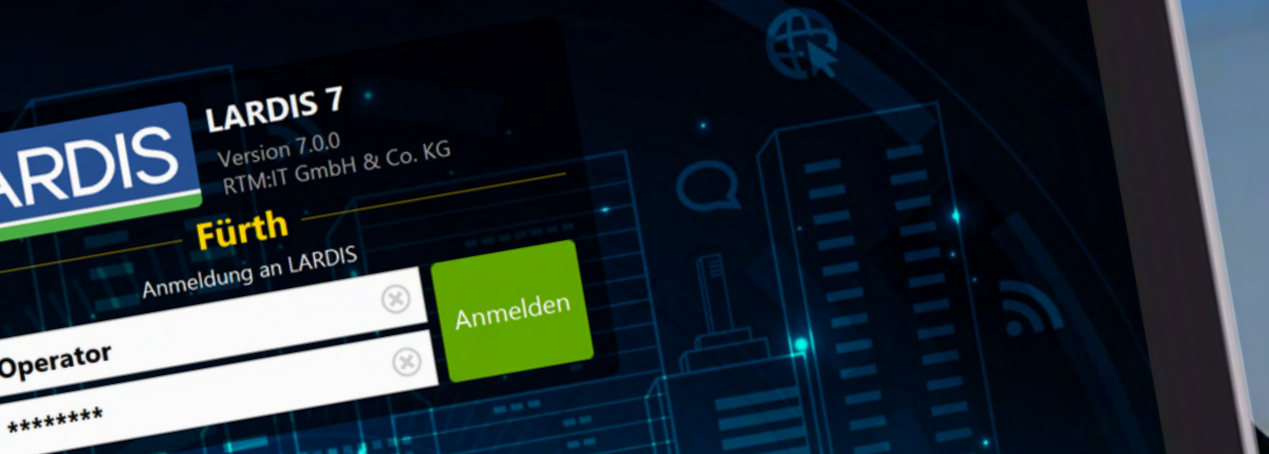 ARDIS
LARDIS 7
Version 7.0.0
RTM:IT GmbH & Co. KG
Fürth
Anmeldung an LARDIS
Operator
Anmelden
********